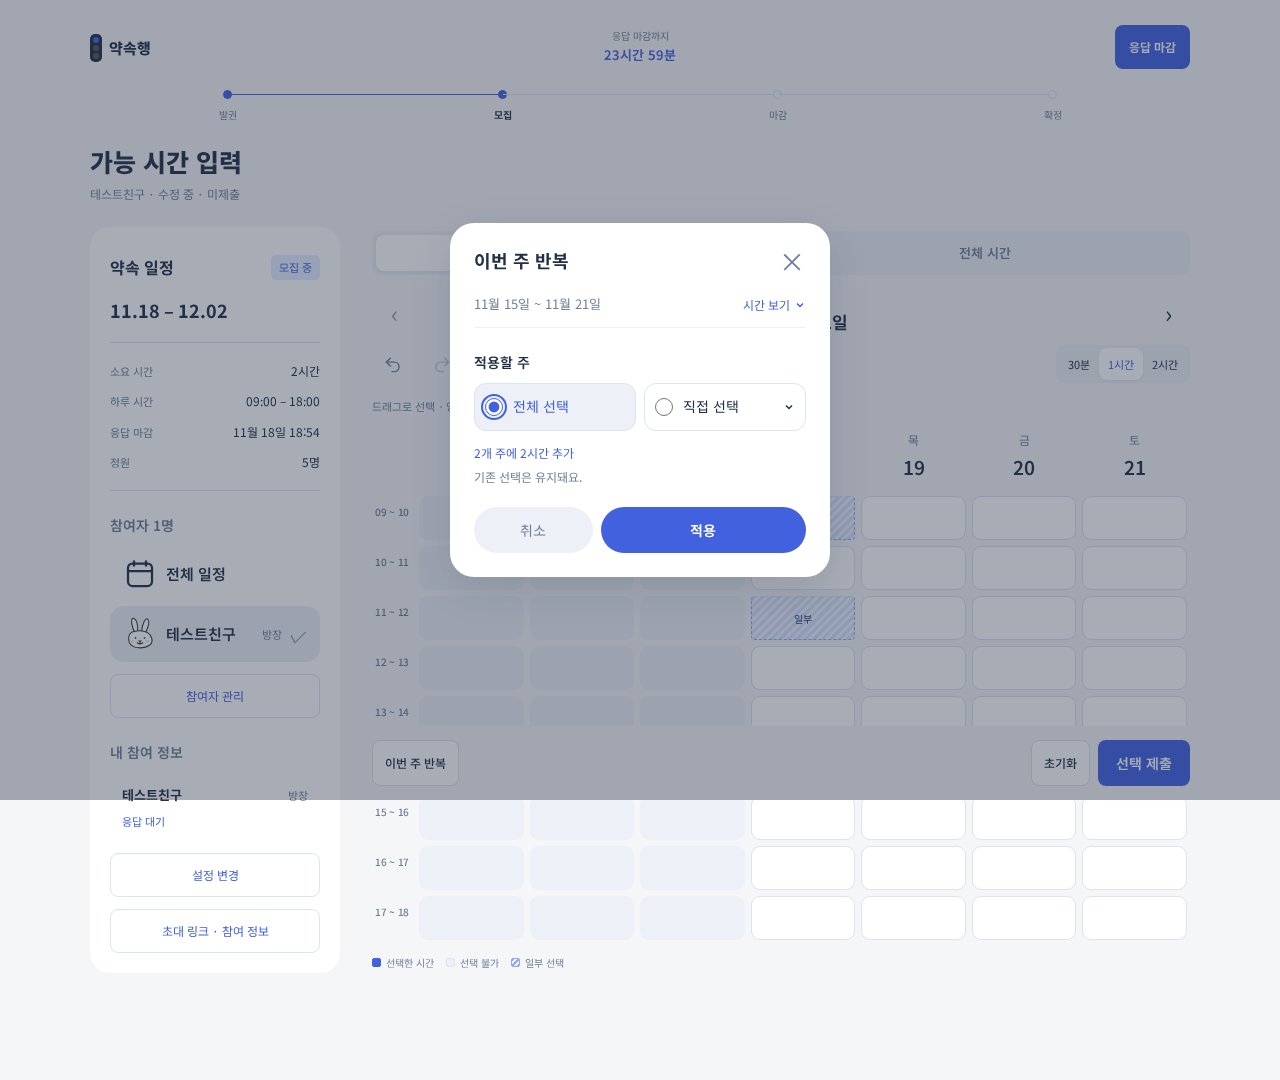 약속행
응답 마감까지
23시간 59분
응답 마감
발권
모집
마감
확정
가능 시간 입력
테스트친구 · 수정 중 · 미제출
약속 일정
모집 중
11.18 – 12.02
소요 시간
2시간
하루 시간
09:00 – 18:00
응답 마감
11월 18일 18:54
정원
5명
참여자 1명
전체 일정
테스트친구
방장
참여자 관리
내 참여 정보
테스트친구
방장
응답 대기
설정 변경
초대 링크 · 참여 정보
전체 시간
일
30분
1시간
2시간
드래그로 선택 ·
목
금
토
19
20
21
09 ~ 10
10 ~ 11
11 ~ 12
일부
12 ~ 13
13 ~ 14
이번 주 반복
초기화
선택 제출
15 ~ 16
16 ~ 17
17 ~ 18
선택한 시간
선택 불가
일부 선택
이번 주 반복
11월 15일 ~ 11월 21일
시간 보기
적용할 주
전체 선택
직접 선택
2개 주에 2시간 추가
기존 선택은 유지돼요.
취소
적용